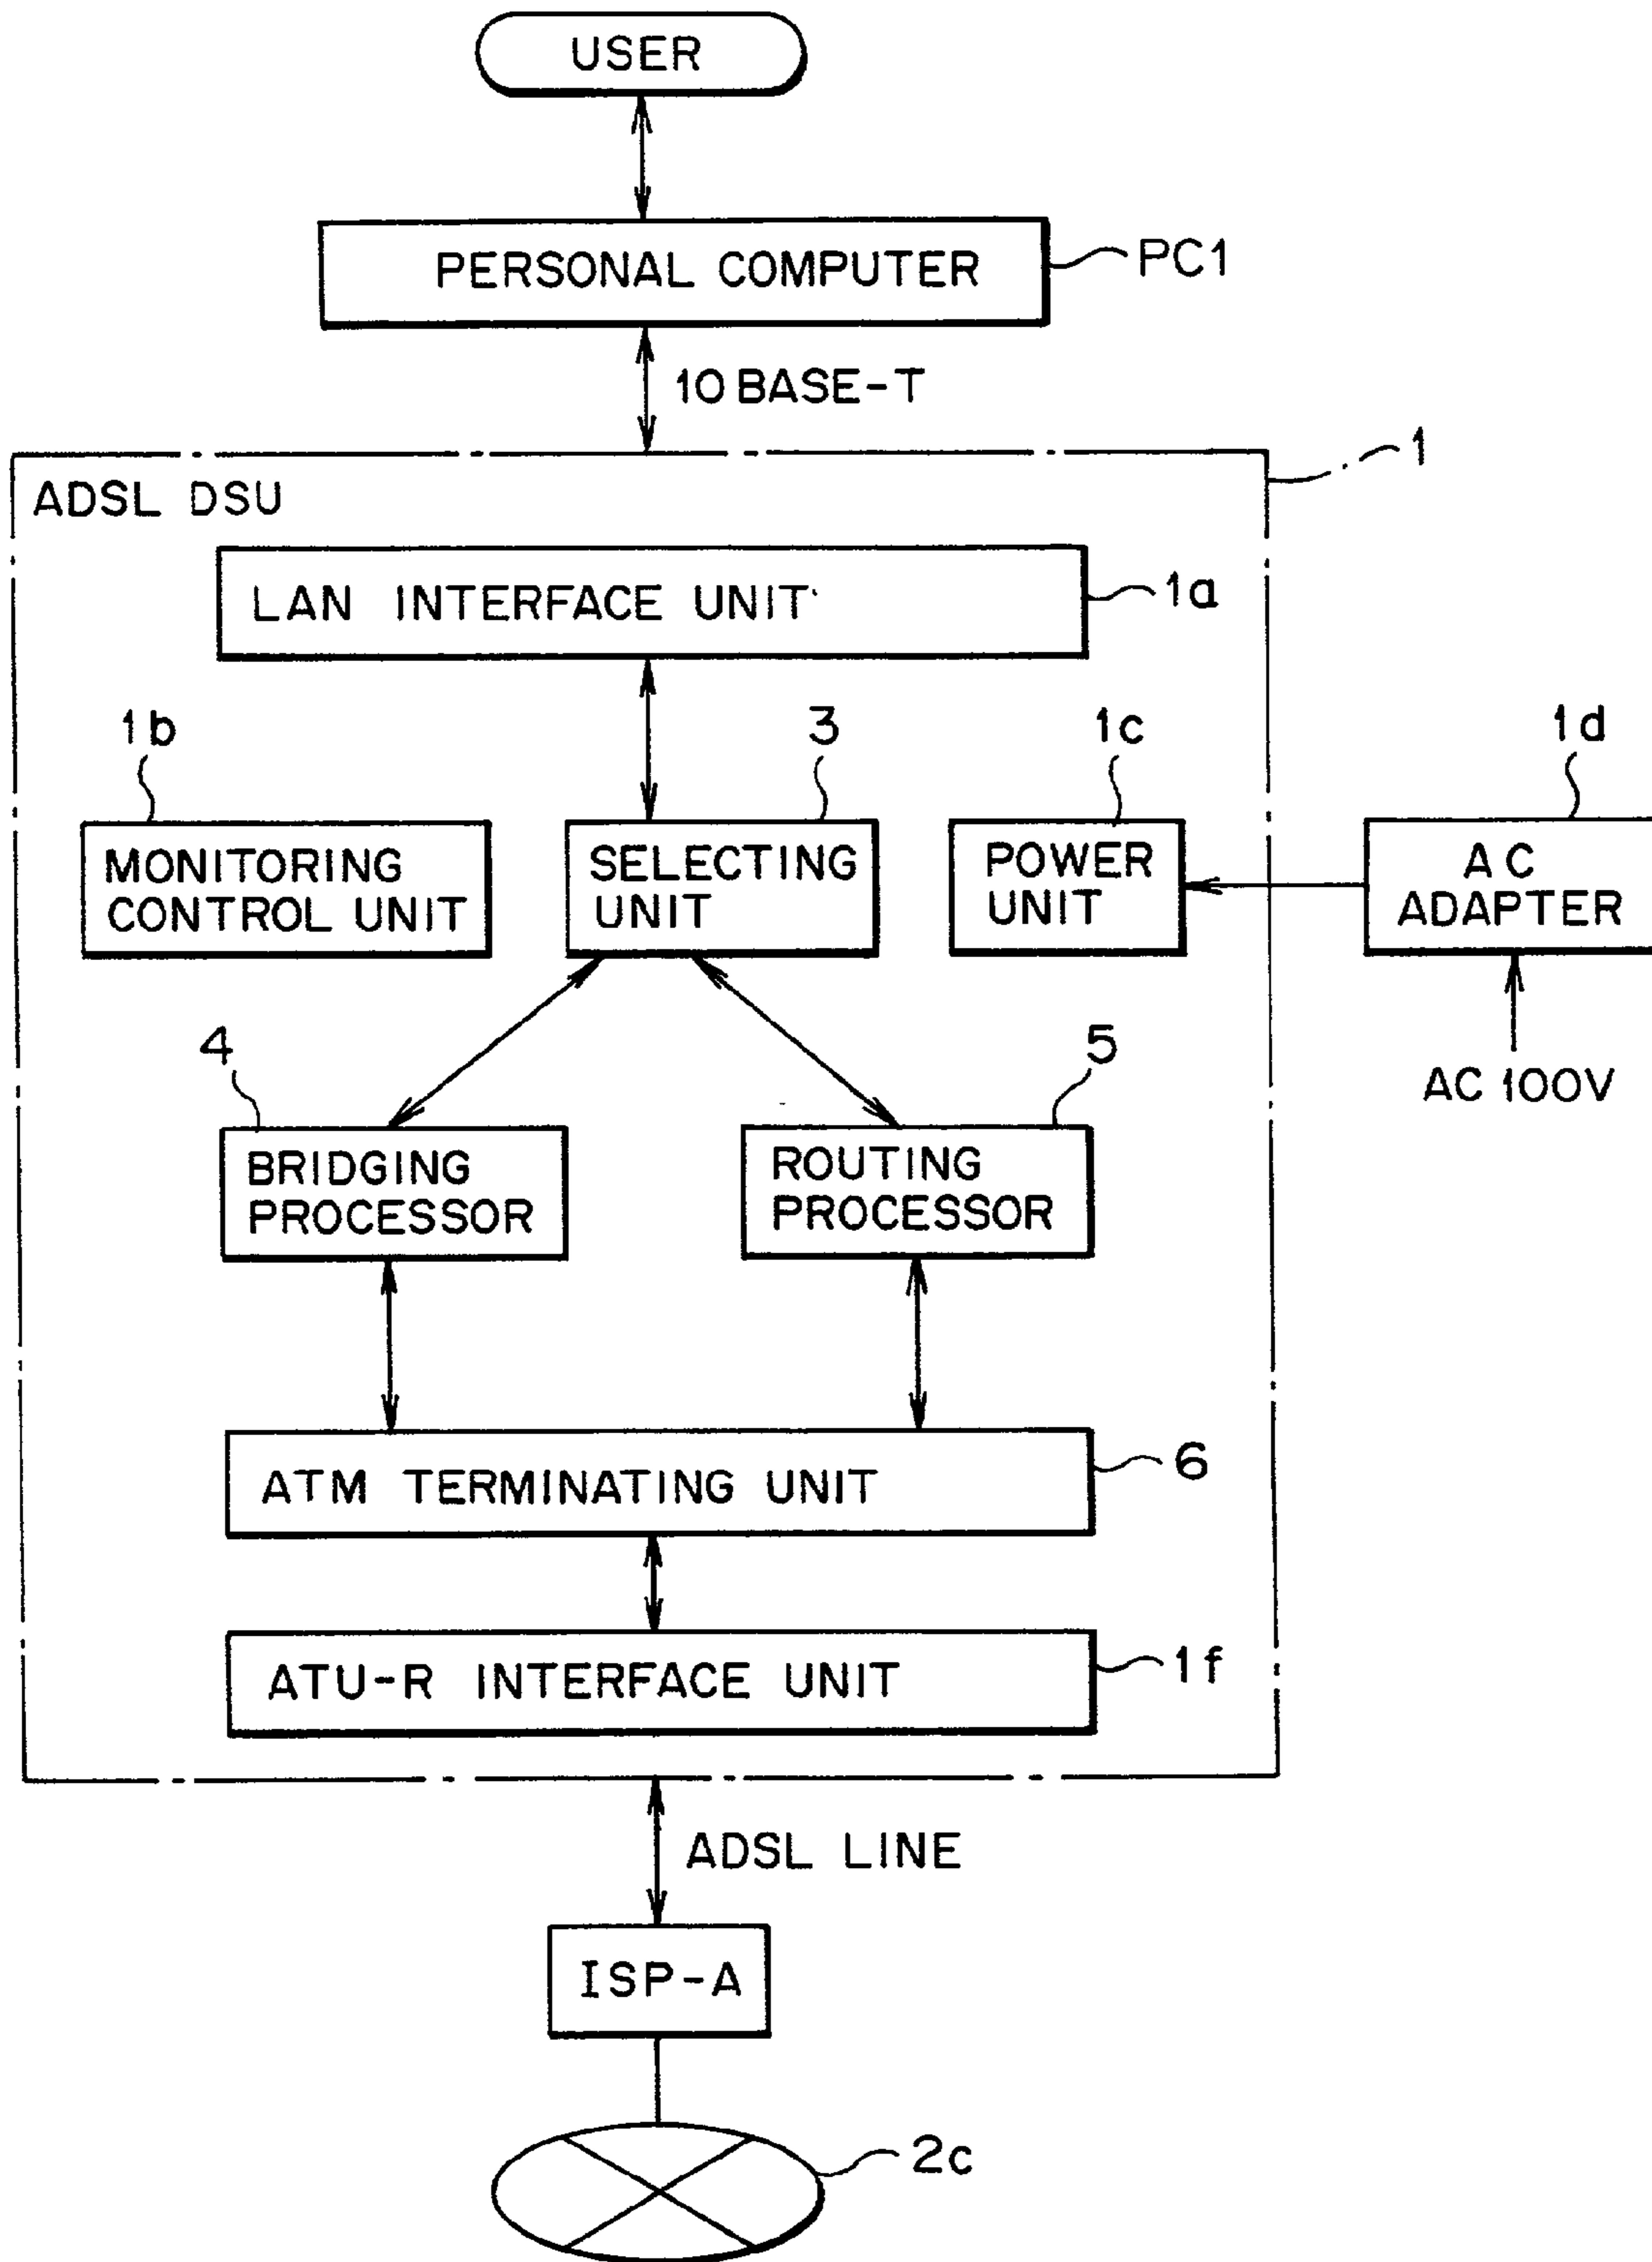 USER
PERSONAL COMPUTER
PC1
10BASE-T
1
ADSL DSU
LAN INTERFACE UNIT
1a
1b
3
1c
1d
MONITORING
CONTROL UNIT
SELECTING
UNIT
POWER
UNIT
AC
ADAPTER
AC 100V
4
5
BRIDGING
PROCESSOR
ROUTING
PROCESSOR
ATM TERMINATING UNIT
6
ATU-R INTERFACE UNIT
1f
ADSL LINE
ISP-A
2c